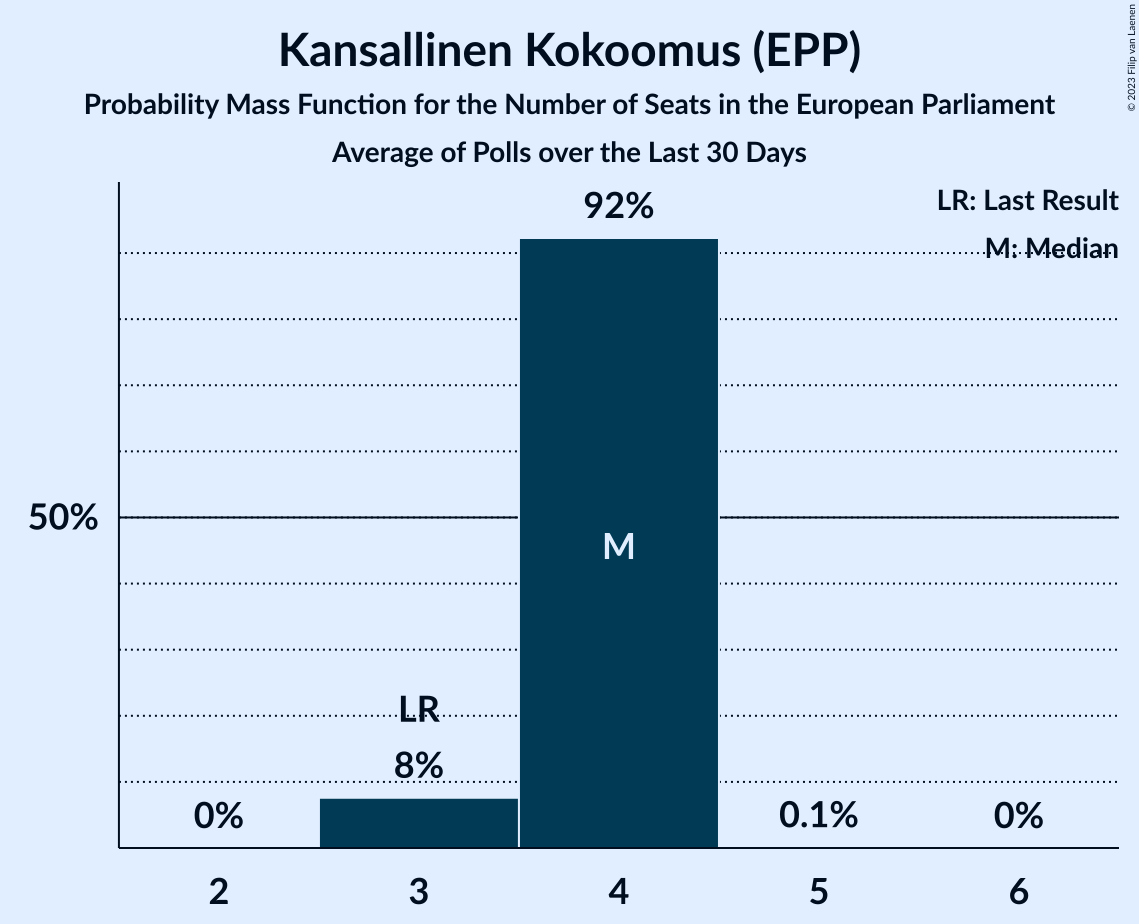 Kansallinen Kokoomus (EPP)
Probability Mass Function for the Number of Seats in the European Parliament
Average of Polls over the Last 30 Days
© 2023 Filip van Laenen
92%
LR: Last Result
M: Median
50%
M
LR
8%
0%
0.1%
0%
2
3
4
5
6